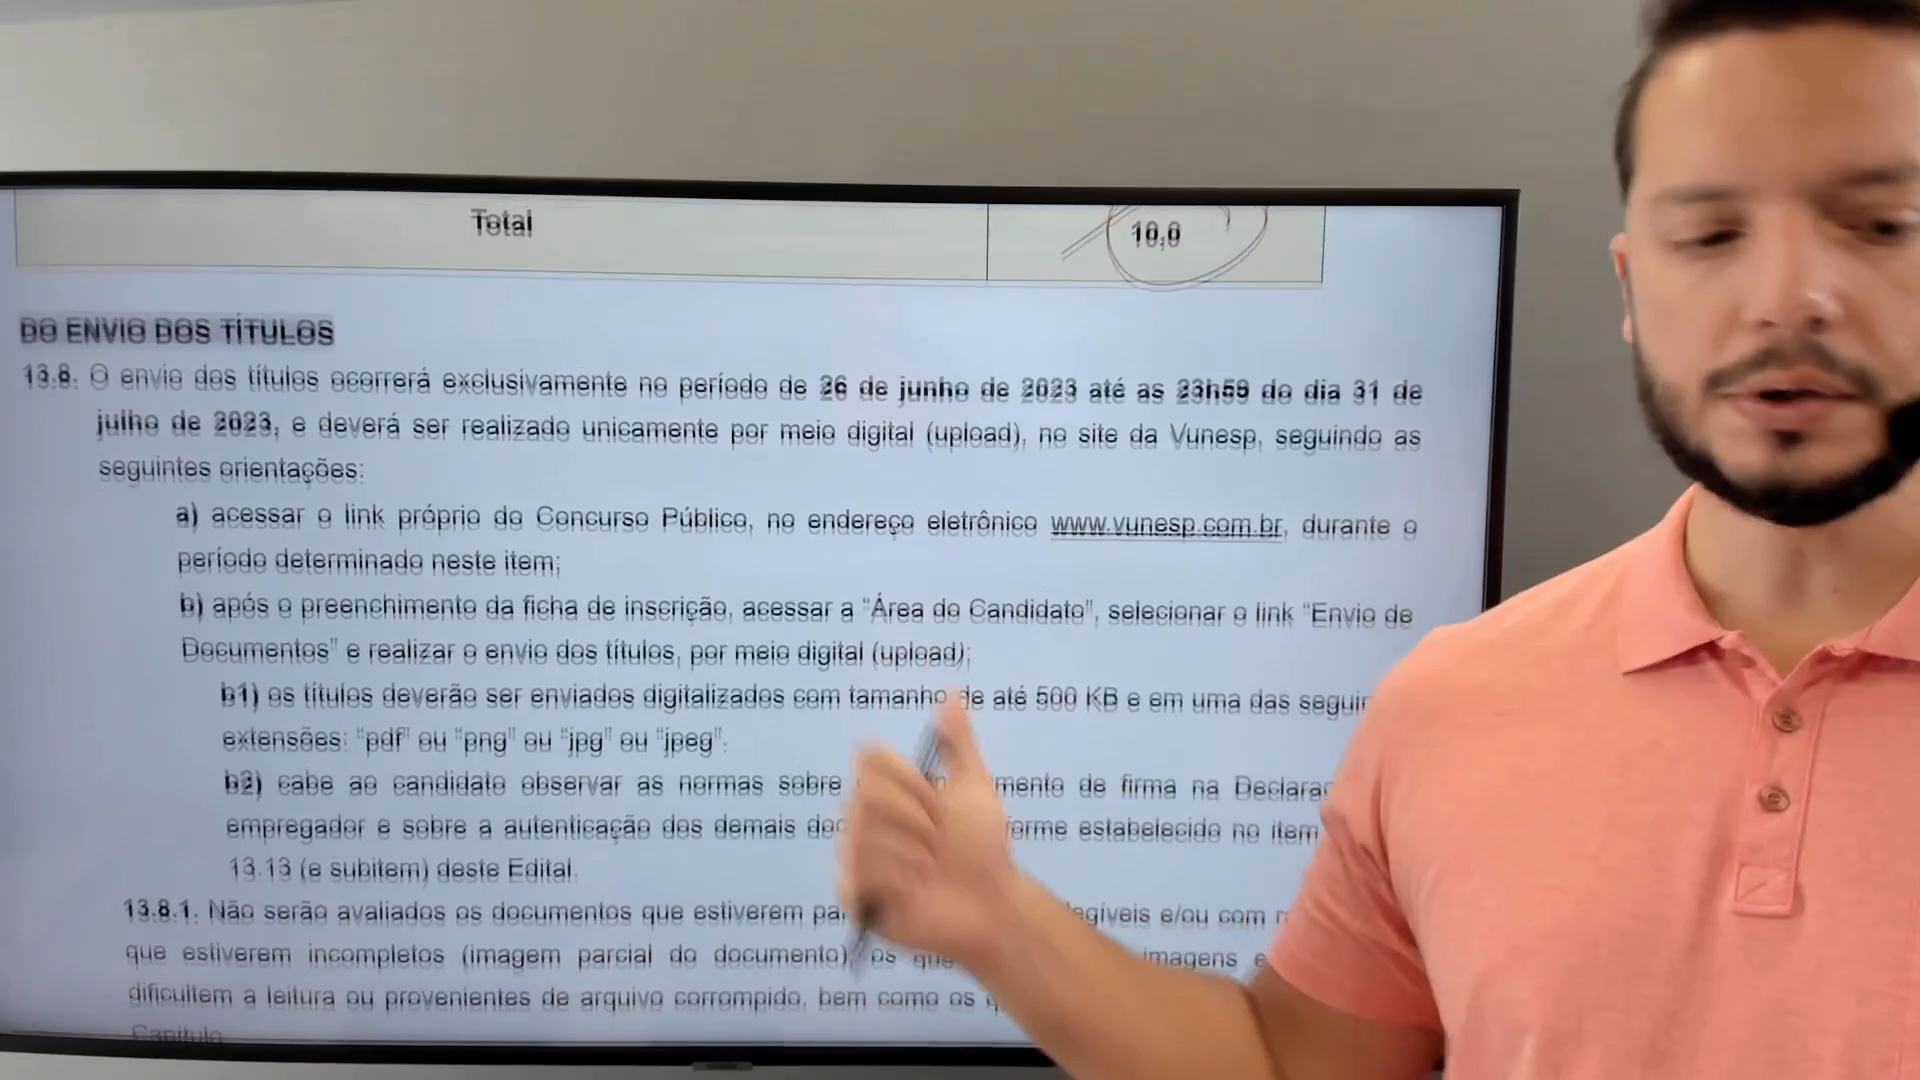 Total
10,0
DO ENVIO DOS TÍTULOS
13.8. O envio dos títulos ocorrerá exclusivamente no período de 26 de junho de 2023 até as 23h59 do dia 31 de
julho de 2023, e deverá ser realizado unicamente por meio digital (upload), no site da Vunesp, seguindo as
seguintes orientações:
a) acessar o link próprio do Concurso Público, no endereço eletrônico www.vunesp.com.br, durante o
período determinado neste item;
b) após o preenchimento da ficha de inscrição, acessar a “Área do Candidato”, selecionar o link “Envio de
Documentos” e realizar o envio dos títulos, por meio digital (upload);
b1) os títulos deverão ser enviados digitalizados com tamanho de até 500 KB e em uma das
extensões: “pdf” ou “png” ou “jpg” ou “jpeg”.
b2) cabe ao candidato observar as normas sobre de firma na
empregador e sobre a autenticação dos demais estabelecido no item
13.13 (e subitem) deste Edital.
13.8.1. Não serão avaliados os documentos que estiverem e/ou com
que estiverem incompletos (imagem parcial do documento), os imagens
dificultem a leitura ou provenientes de arquivo corrompido, bem como os
Capítulo.